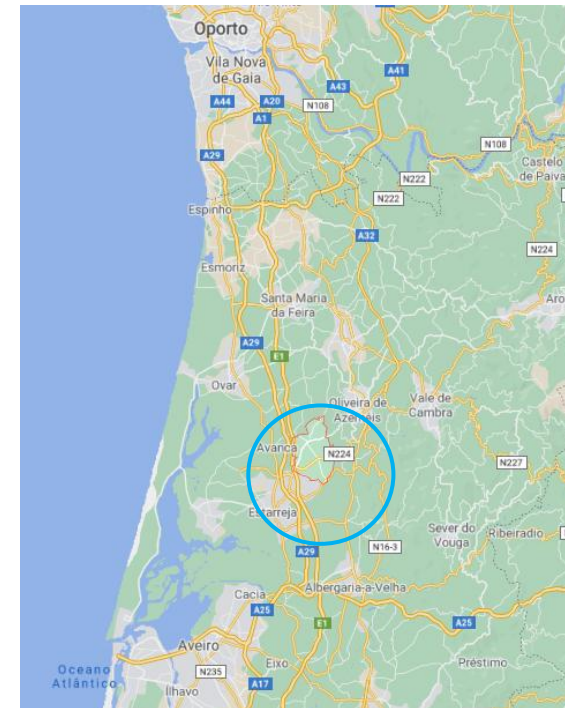 Oporto
Vila Nova
de Gaia
A41
A43
A44
A20
N108
A1
N108
A29
Castelo
de Paiva
N222
N222
Espinho
A32
N224
Esmoriz
Santa Maria
da Feira
A29
E1
Ovar
Oliveira de
Azeméis
Vale de
Cambra
Avanca
N224
N227
Estarreja
Sever do
Vouga
Ribeiradio
A29
N16-3
Cacia
Albergaria-a-Velha
A25
E1
A25
Aveiro
Eixo
Préstimo
Oceano
Atlântico
N235
A17
Ílhavo